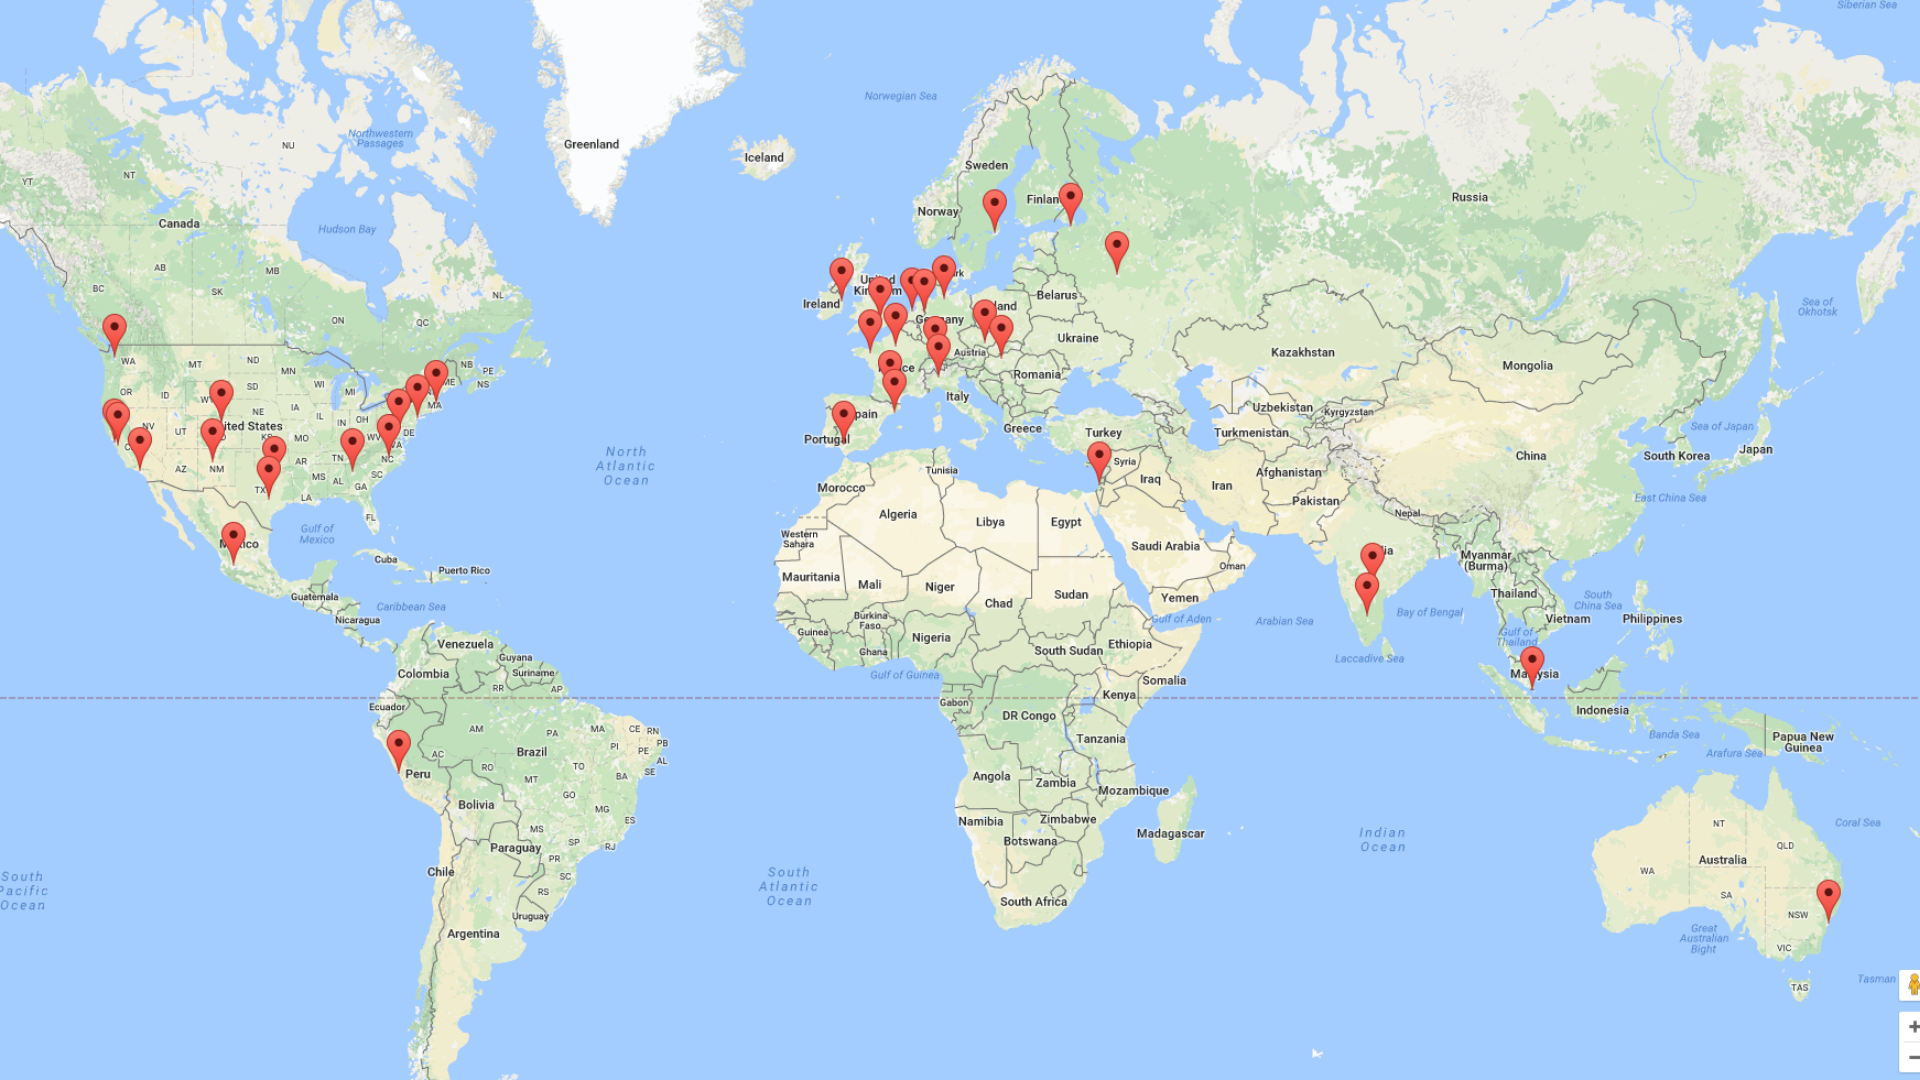 Siberian Sea
Norwegian Sea
Northwestern
Passages
Greenland
NU
Iceland
Sweden
YT
NT
Russia
Canada
Finlan
Norway
Hudson Bay
AB
MB
BC
SK
NL
Ireland
Belarus
Sea of
Okhotsk
ON
QC
Ukraine
Austria
Kazakhstan
Mongolia
WA
MT
ND
MN
NB
PE
NS
ME
OR
ID
SD
WI
MI
MA
Romania
Italy
NE
IA
IL
IN
OH
NV
UT
MO
WV
VA
DE
Portugal
Greece
Turkey
Uzbekistan
Kyrgyzstan
Turkmenistan
Sea of Japan
China
South Korea
Japan
North
Atlantic
Ocean
AZ
NM
AR
TN
NC
SC
MS
AL
GA
TX
LA
FL
Tunisia
Syria
Iraq
Iran
Afghanistan
Pakistan
Nepal
East China Sea
Morocco
Algeria
Libya
Egypt
Western
Sahara
Saudi Arabia
Oman
Gulf of
Mexico
Cuba
Puerto Rico
Myanmar
(Burma)
Mauritania
Mali
Niger
Chad
Sudan
Yemen
Guatemala
Nicaragua
Caribbean Sea
Thailand
South
China Sea
Vietnam
Philippines
Gulf of Aden
Arabian Sea
Bay of Bengal
Burkina
Faso
Guinea
Ghana
Nigeria
South Sudan
Ethiopia
Gulf of
Thailand
Laccadive Sea
Venezuela
Guyana
Suriname
Colombia
RR
AP
Gulf of Guinea
Somalia
Kenya
Gabon
DR Congo
Ecuador
Indonesia
Banda Sea
Papua New
Guinea
Arafura Sea
AM
PA
MA
CE
RN
PB
PI
PE
AL
SE
AC
Brazil
TO
BA
RO
MT
Peru
Tanzania
Angola
Zambia
Mozambique
Bolivia
GO
MG
ES
MS
SP
RJ
Namibia
Zimbabwe
Botswana
Madagascar
Indian
Ocean
NT
QLD
Coral Sea
Australia
WA
SA
NSW
VIC
TAS
Great
Australian
Bight
Tasman
Paraguay
PR
SC
RS
Chile
Uruguay
Argentina
South
Atlantic
Ocean
South Africa
South
Pacific
Ocean